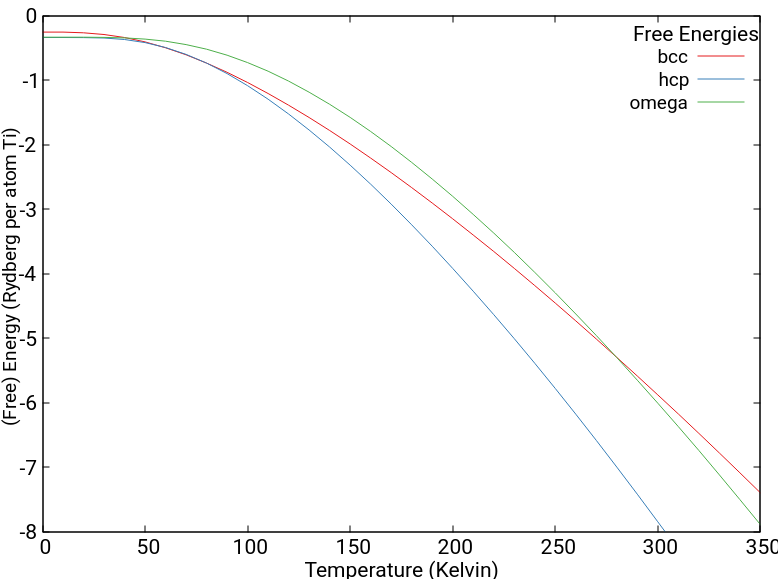 Free Energies
bcc
hcp
omega
(Free) Energy (Rydberg per atom Ti)
0
-1
-2
-3
-4
-5
-6
-7
-8
0 50 100 150 200 250 300 350
Temperature (Kelvin)